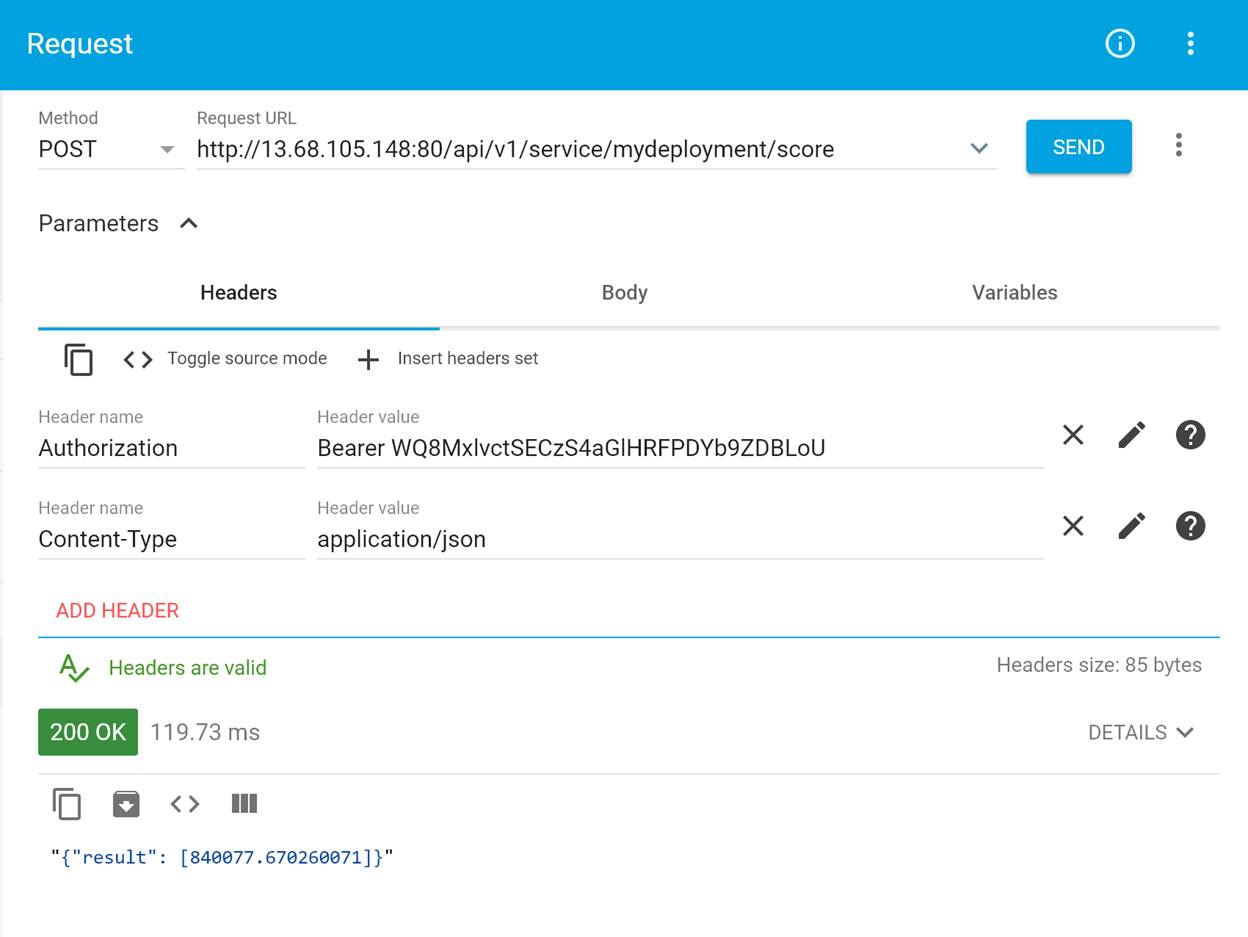 Request
Method
Request URL
POST
http://13.68.105.148:80/api/v1/service/mydeployment/score
SEND
Parameters
Headers
Body
Variables
Toggle source mode
Insert headers set
Header name
Header value
Authorization
Bearer WQ8MxlvctSECzS4aGlHRFPDYb9ZDBLoU
Header name
Header value
Content-Type
application/json
ADD HEADER
Headers are valid
Headers size: 85 bytes
200 OK
119.73 ms
DETAILS
"{"result": [840077.670260071]}"